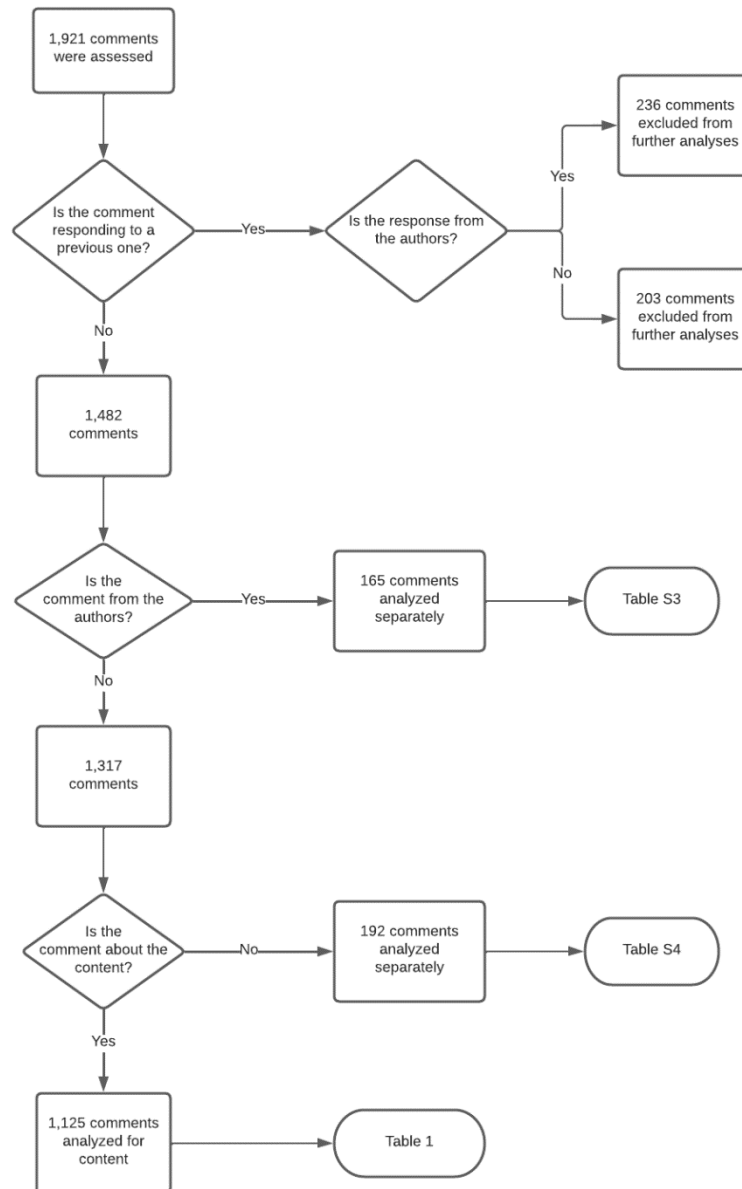 1,921 comments
were assessed
236 comments
excluded from
further analyses
Yes
Is the comment
responding to a
previous one?
Yes
Is the response from
the authors?
No
203 comments
excluded from
further analyses
No
1,482
comments
Is the
comment from the
authors?
Yes
165 comments
analyzed
separately
Table S3
No
1,317
comments
Is the
comment about the
content?
No
192 comments
analyzed
separately
Table S4
Yes
1,125 comments
analyzed for
content
Table 1